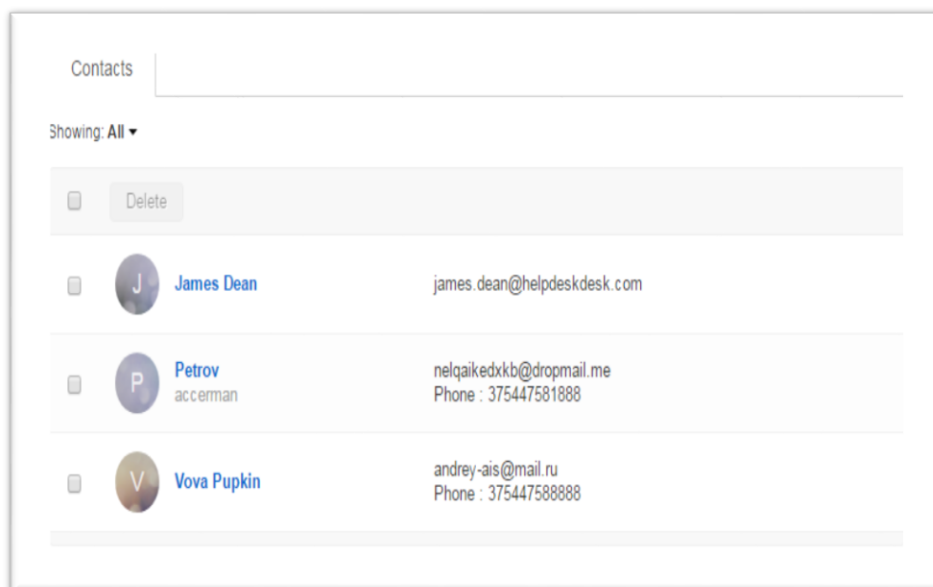 Contacts
Showing: All
Delete
J
James Dean
james.dean@helpdeskdesk.com
P
Petrov
accerman
nelqaikedxkb@dropmail.me
Phone : 375447581888
V
Vova Pupkin
andrey-ais@mail.ru
Phone : 375447588888